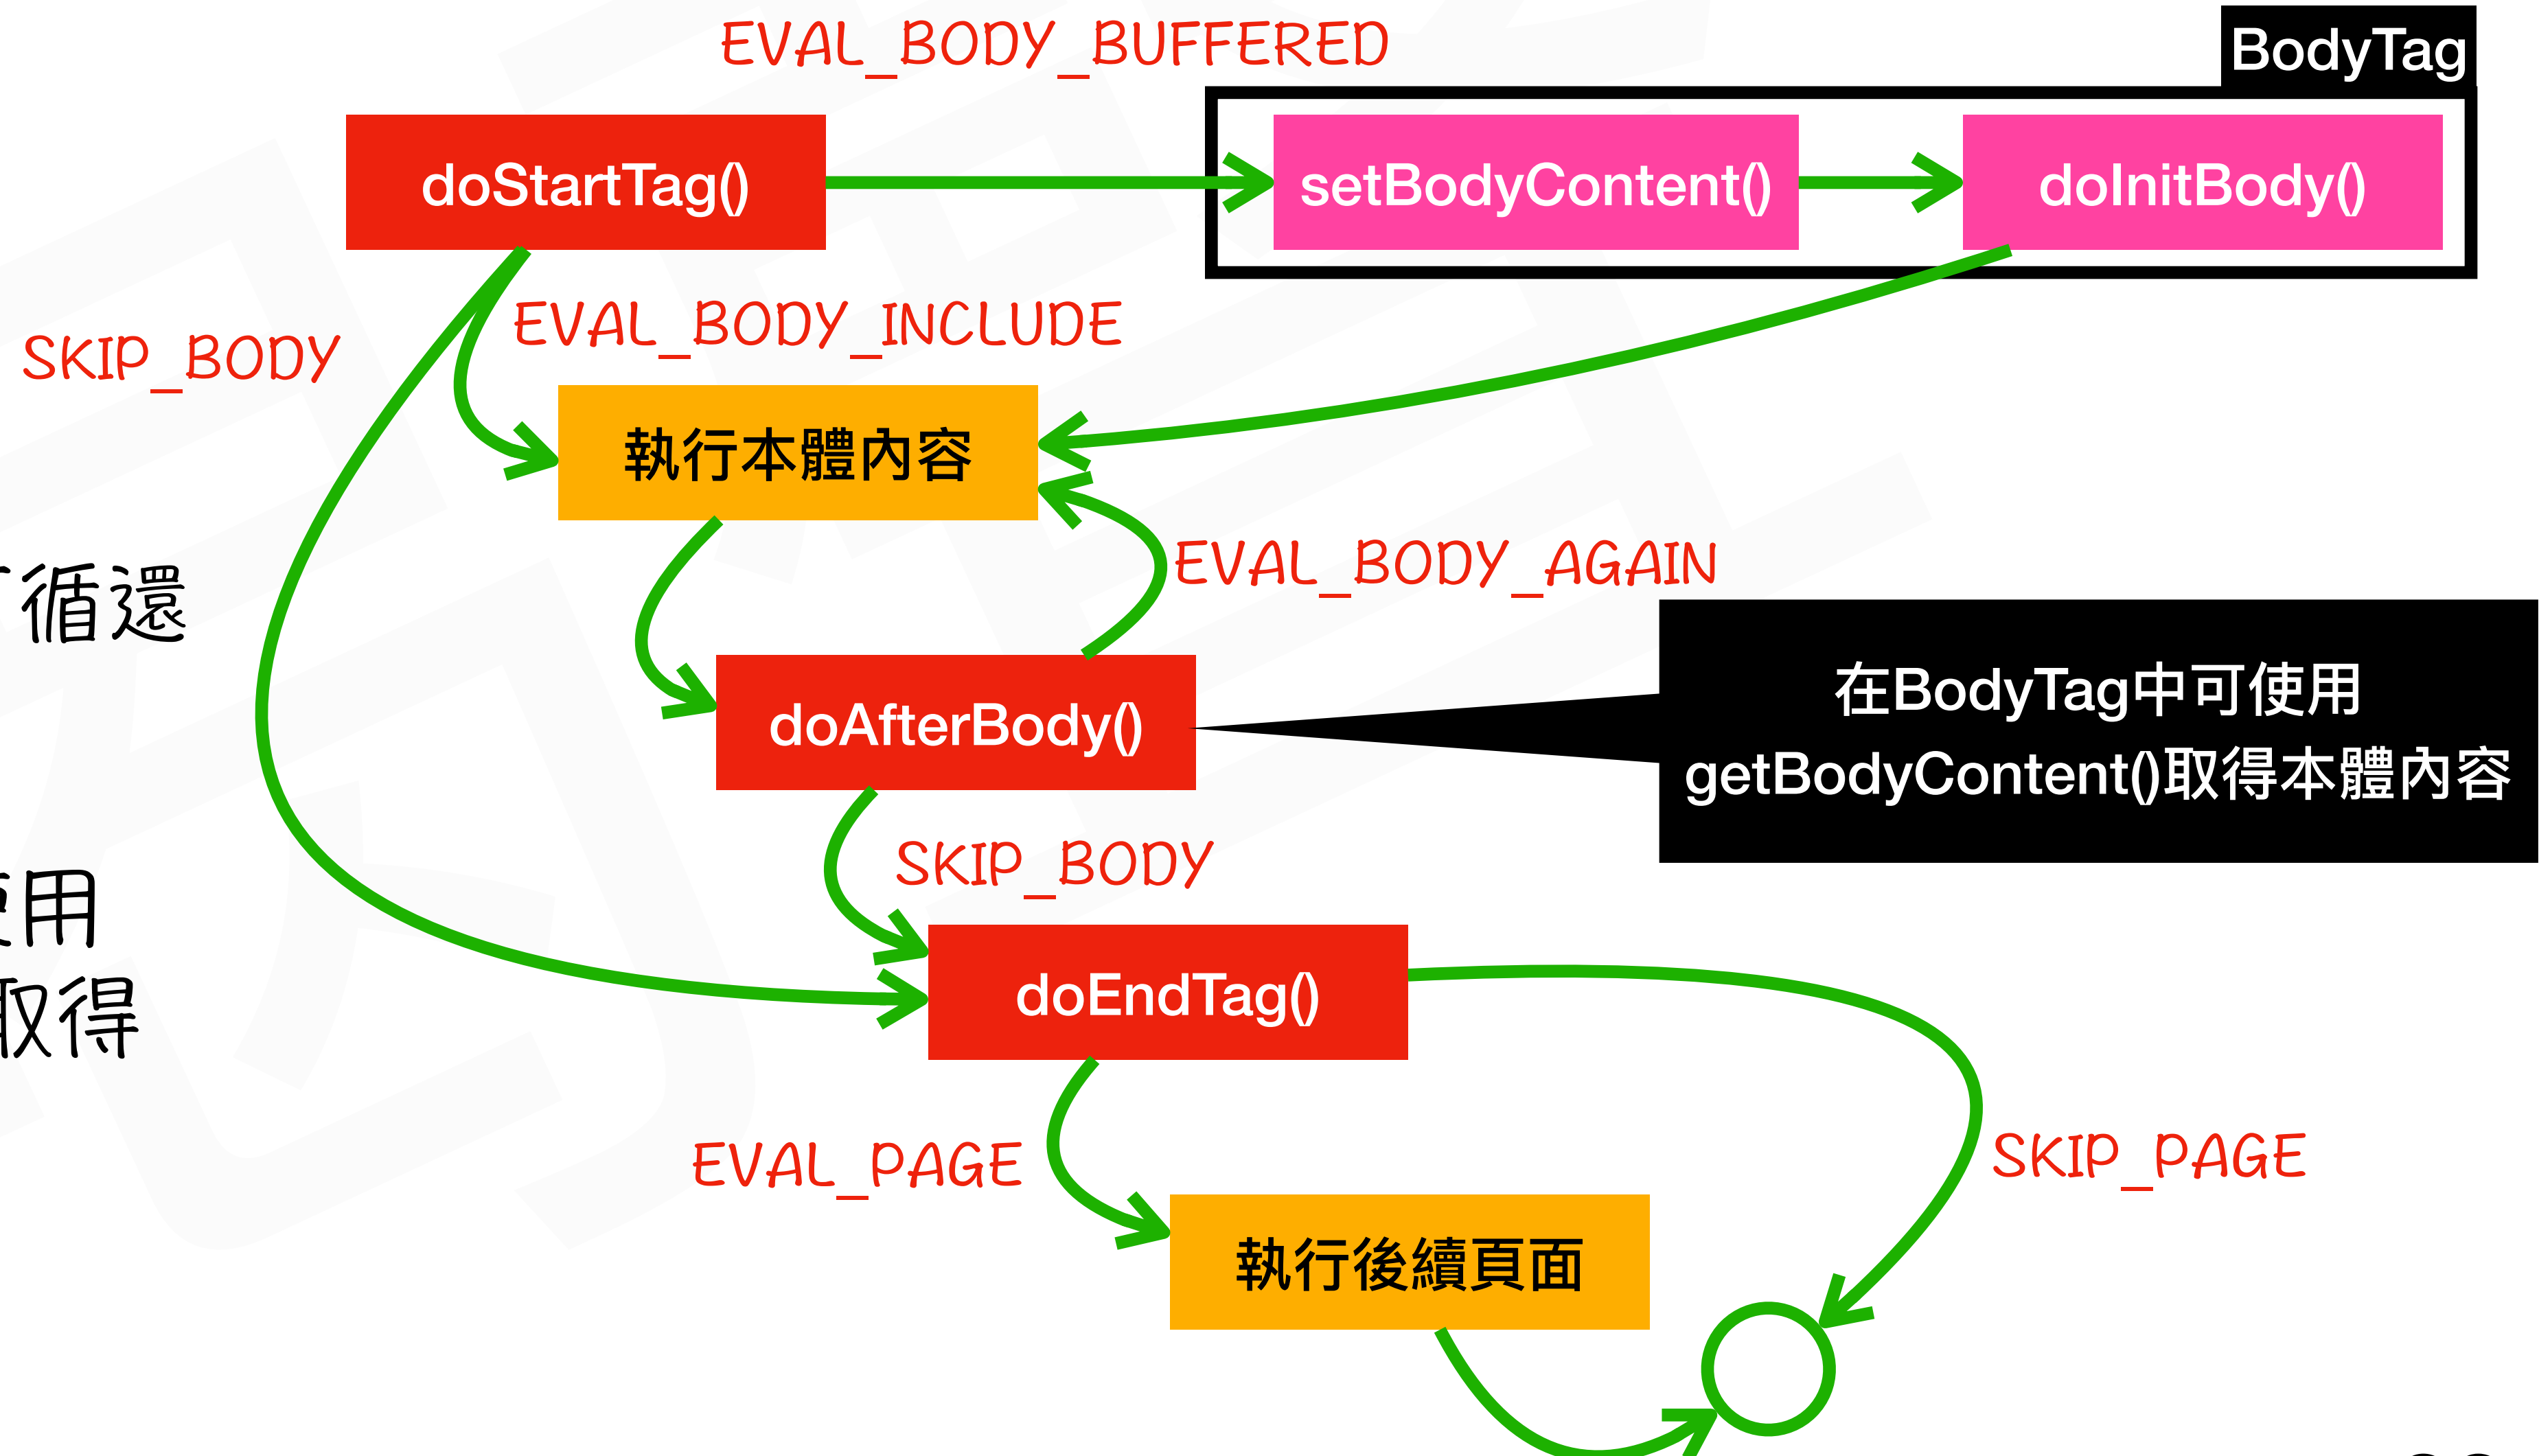 EVAL_BODY_BUFFERED
BodyTag
doStartTag()
setBodyContent()
doInitBody()
EVAL_BODY_INCLUDE
SKIP_BODY
執行本體內容
EVAL_BODY_AGAIN
循還
doAfterBody()
在BodyTag中可使用
getBodyContent()取得本體內容
SKIP_BODY
使用
取得
doEndTag()
EVAL_PAGE
SKIP_PAGE
執行後續頁面